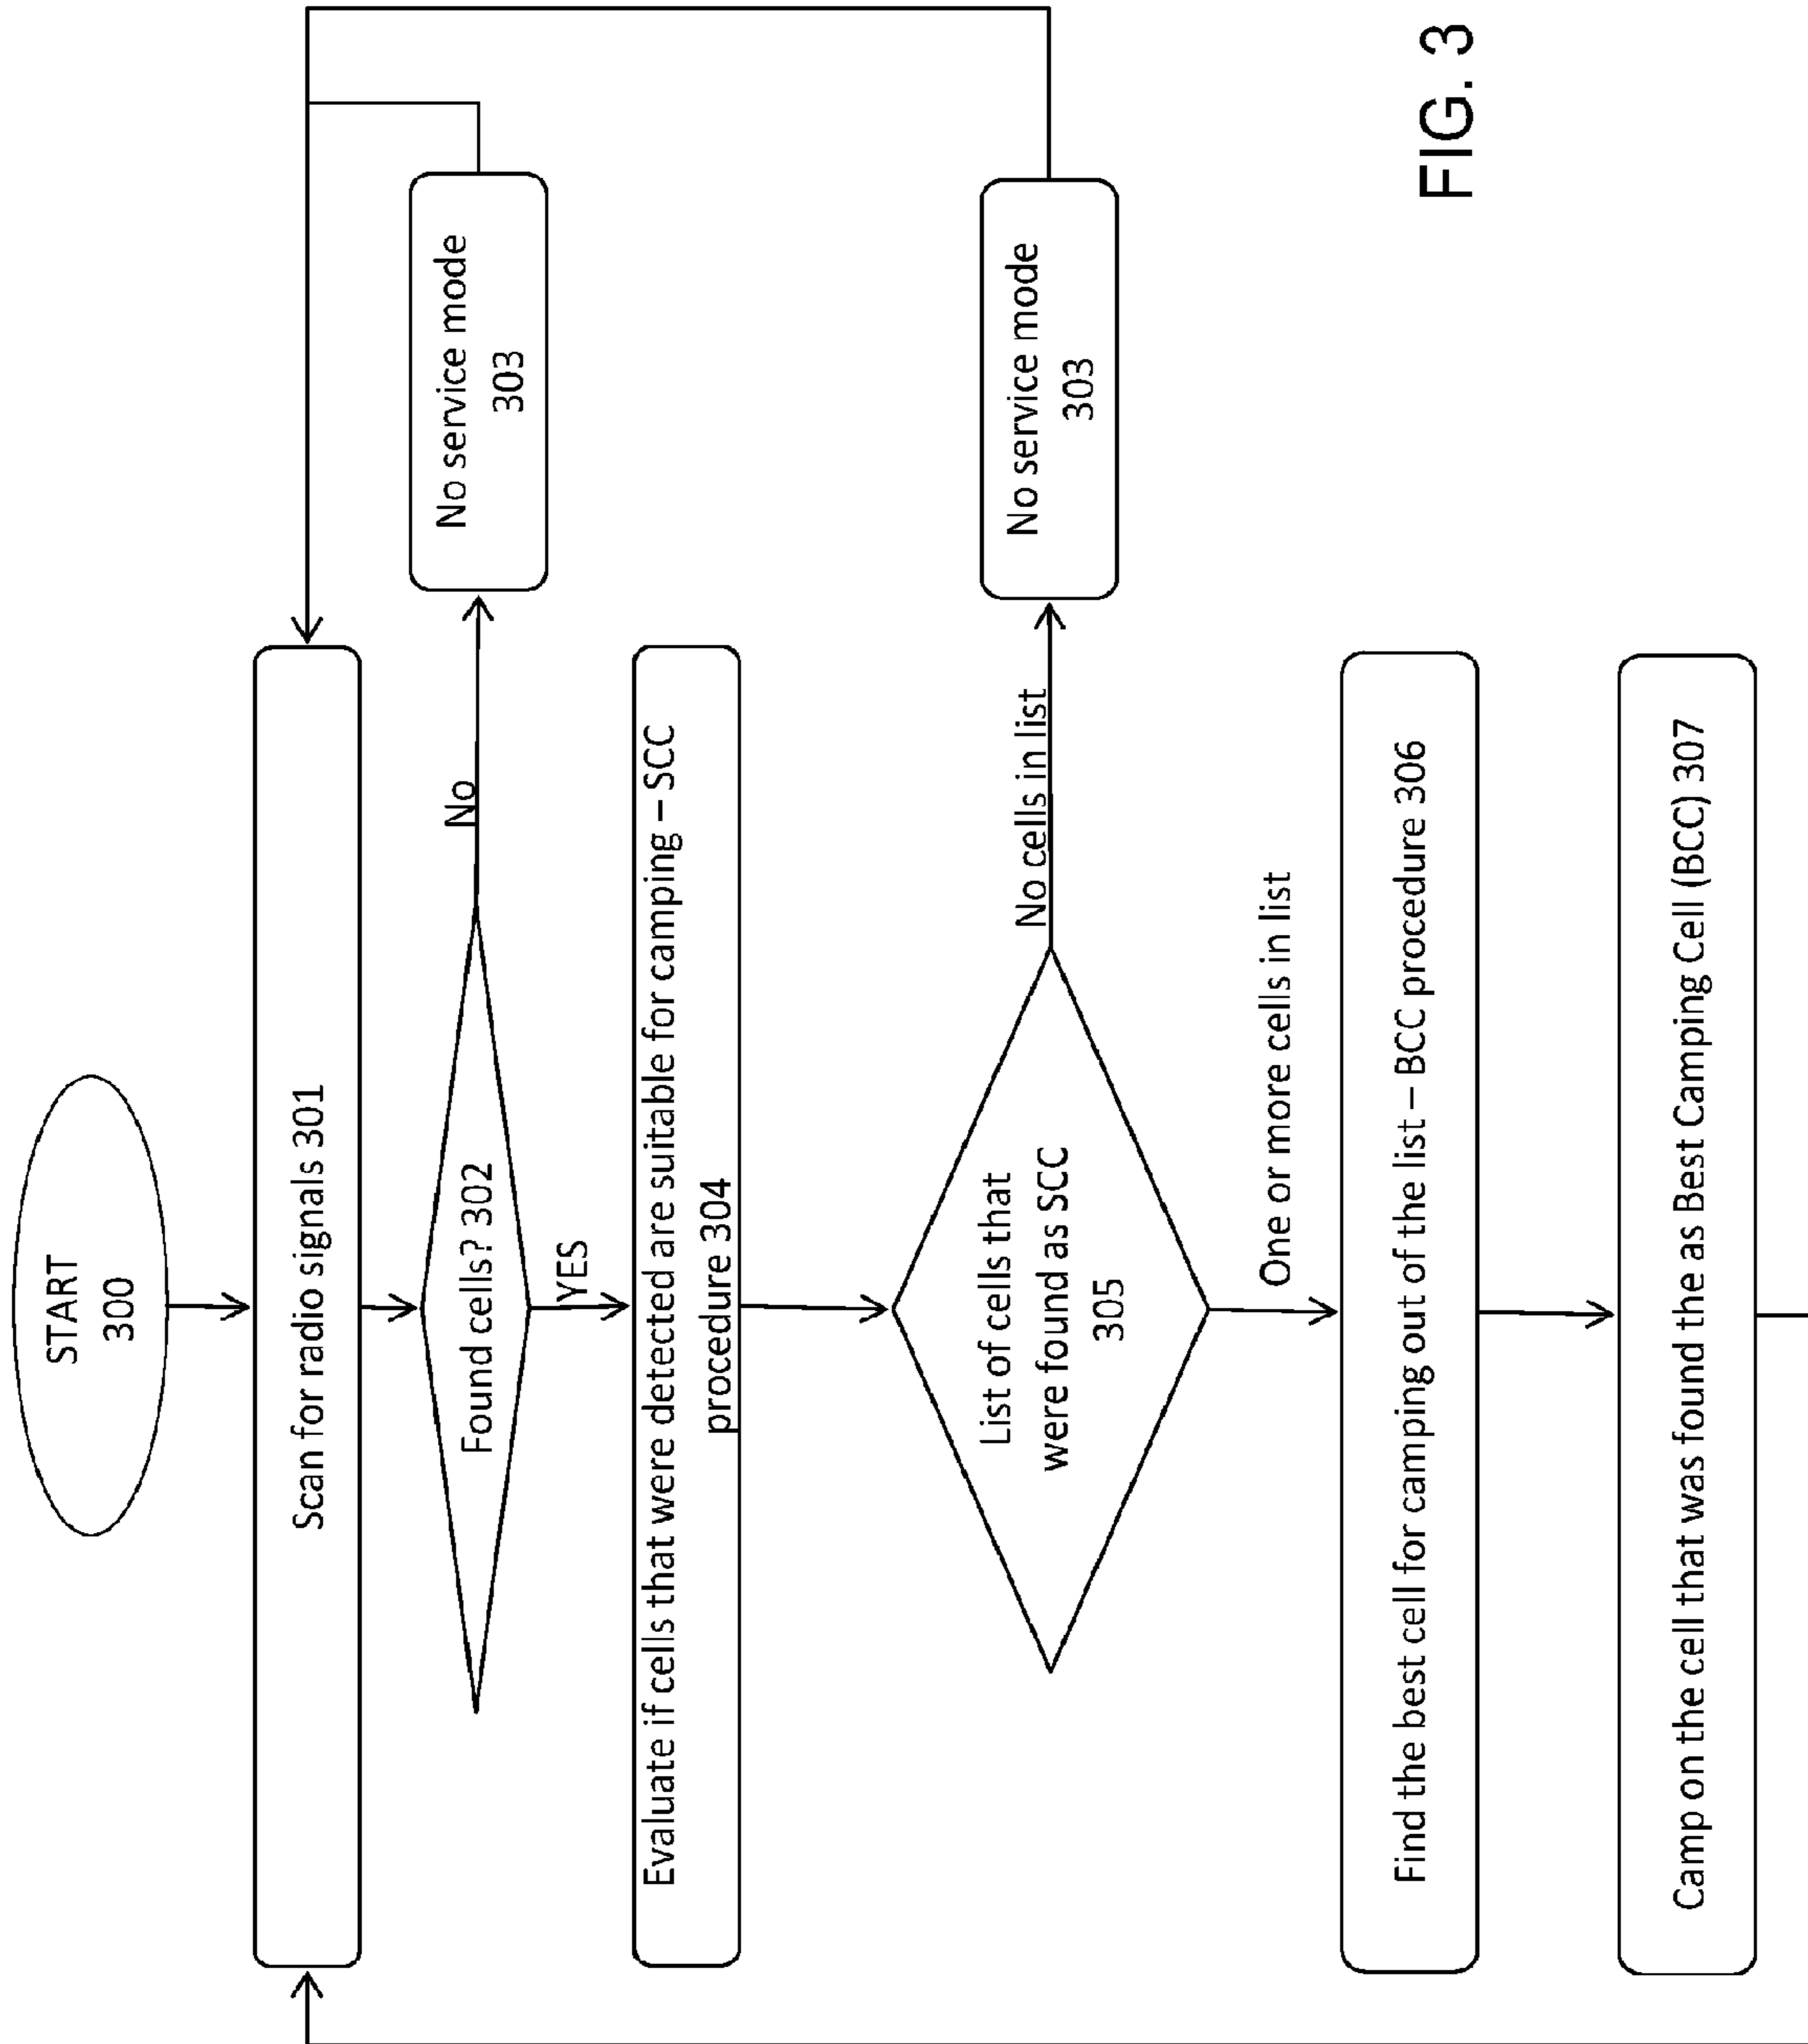 START
300
Scan for radio signals 301
Found cells? 302
No
No service mode
303
YES
Evaluate if cells that were detected are suitable for camping – SCC
procedure 304
List of cells that
were found as SCC
305
No cells in list
No service mode
303
One or more cells in list
Find the best cell for camping out of the list – BCC procedure 306
Camp on the cell that was found the as Best Camping Cell (BCC) 307
FIG. 3